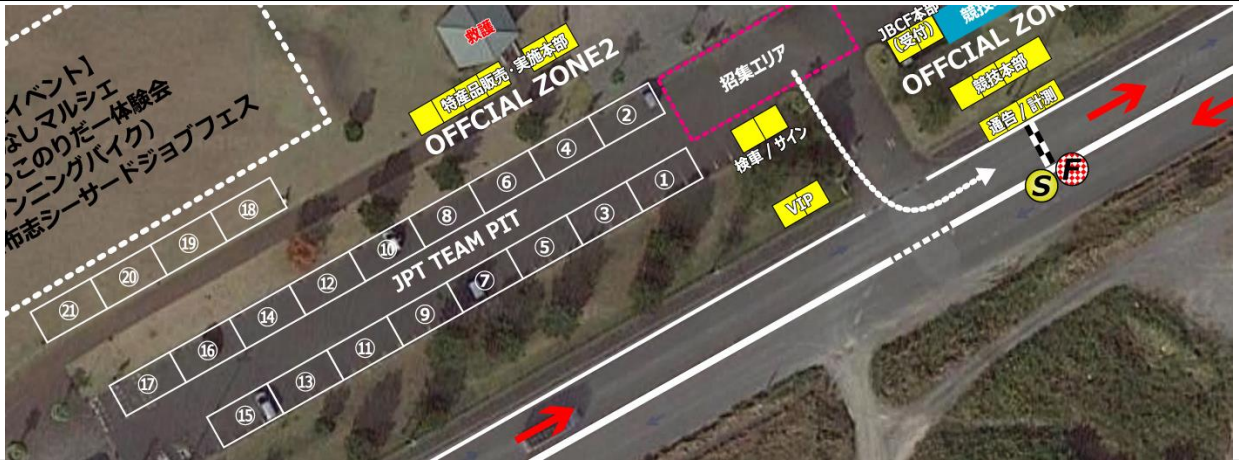 イベント】
なしマルシェ
っこのりだー体験会
ンニングバイク）
布志シーサードジョブフェス
救護
特産品販売・実施本部
OFFCIAL ZONE2
招集エリア
JBCF本部
（受付）
競技
OFFCIAL ZONE
競技本部
通告 / 計測
検車 / サイン
VIP
S
F
JPT TEAM PIT
②
④
⑥
⑧
⑩
⑫
⑭
⑯
⑰
①
③
⑤
⑦
⑨
⑪
⑬
⑮
⑱
⑲
⑳
㉑